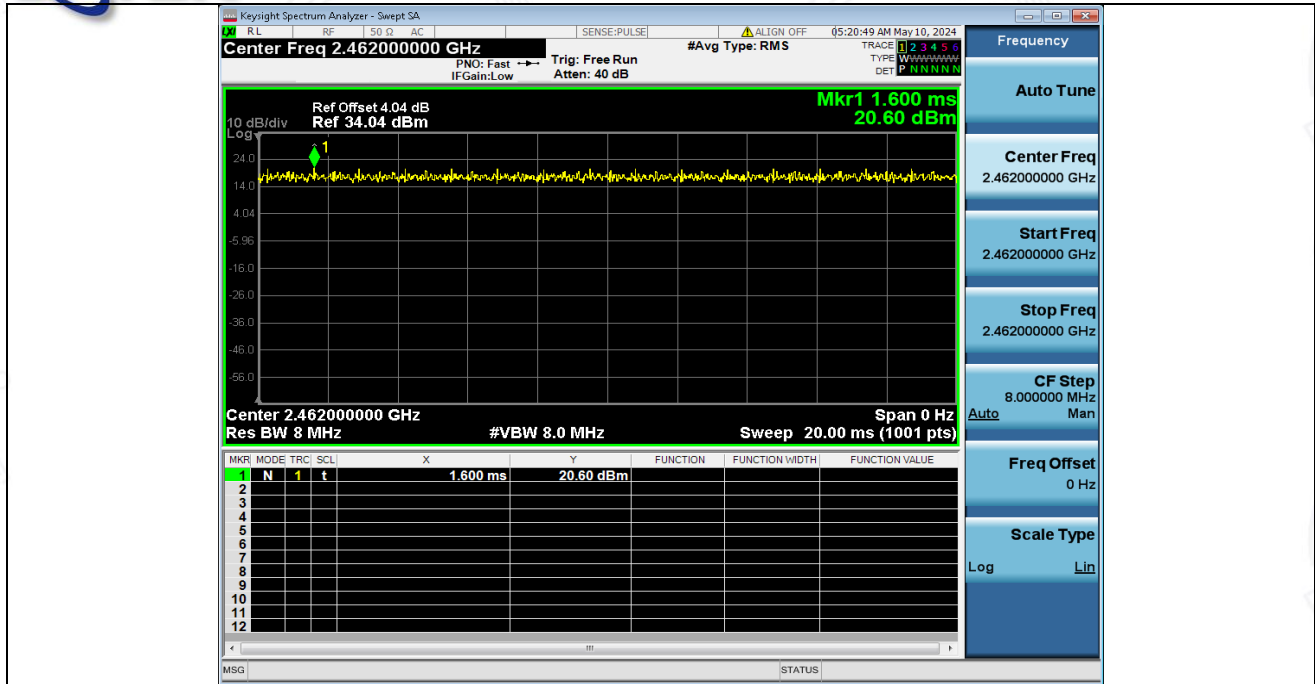 Keysight Spectrum Analyzer - Swept SA
LXI RL RF 50 Ω AC SENSE:PULSE ALIGN OFF 05:20:49 AM May 10, 2024
Center Freq 2.462000000 GHz #Avg Type: RMS TRACE 1 2 3 4 5 6
PNO: Fast Trig: Free Run TYPE W
IFGain:Low Atten: 40 dB DET P N N N N N
Mkr1 1.600 ms
20.60 dBm
Ref Offset 4.04 dB
10 dB/div Ref 34.04 dBm
Log
1
24.0
14.0
4.04
-5.96
-16.0
-26.0
-36.0
-46.0
-56.0
Center 2.462000000 GHz Span 0 Hz
Res BW 8 MHz #VBW 8.0 MHz Sweep 20.00 ms (1001 pts)
MKR MODE TRC SCL X Y FUNCTION FUNCTION WIDTH FUNCTION VALUE
1 N 1 t 1.600 ms 20.60 dBm
2
3
4
5
6
7
8
9
10
11
12
MSG STATUS
Frequency
Auto Tune
Center Freq
2.462000000 GHz
Start Freq
2.462000000 GHz
Stop Freq
2.462000000 GHz
CF Step
8.000000 MHz
Auto Man
Freq Offset
0 Hz
Scale Type
Log Lin